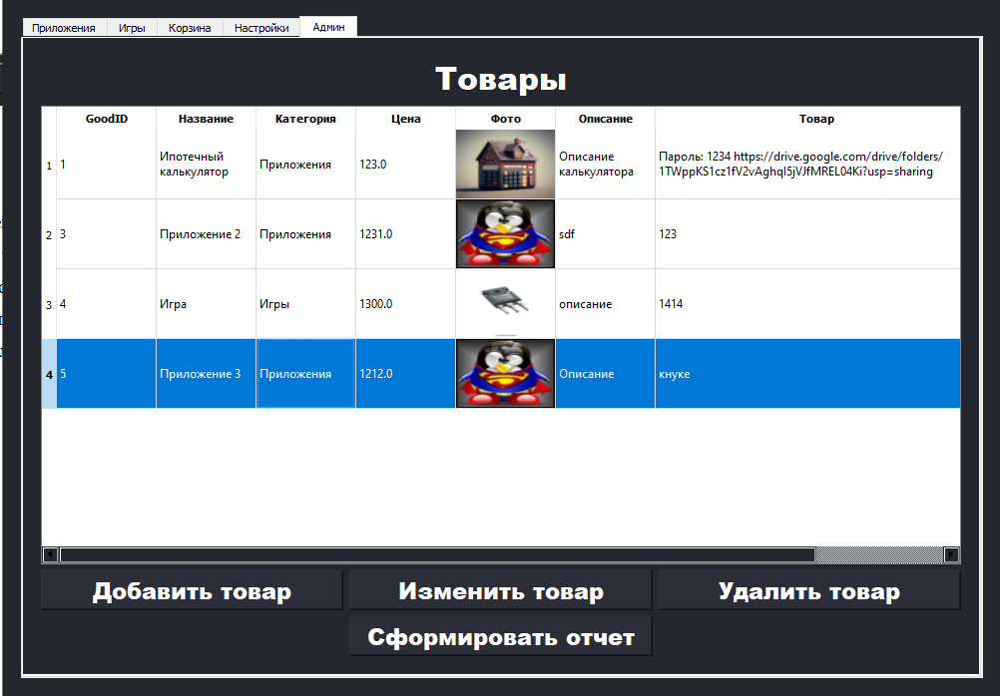 Приложения Игры Корзина Настройки Админ
Товары
GoodID Название Категория Цена Фото Описание Товар
1 1 Ипотечный калькулятор Приложения 123.0 Описание калькулятора Пароль: 1234 https://drive.google.com/drive/folders/
1TWppKS1cz1fV2vAghql5jVJfMREL04Ki?usp=sharing
2 3 Приложение 2 Приложения 1231.0 sdf 123
3 4 Игра Игры 1300.0 описание 1414
4 5 Приложение 3 Приложения 1212.0 Описание кнуке
Добавить товар Изменить товар Удалить товар
Сформировать отчет